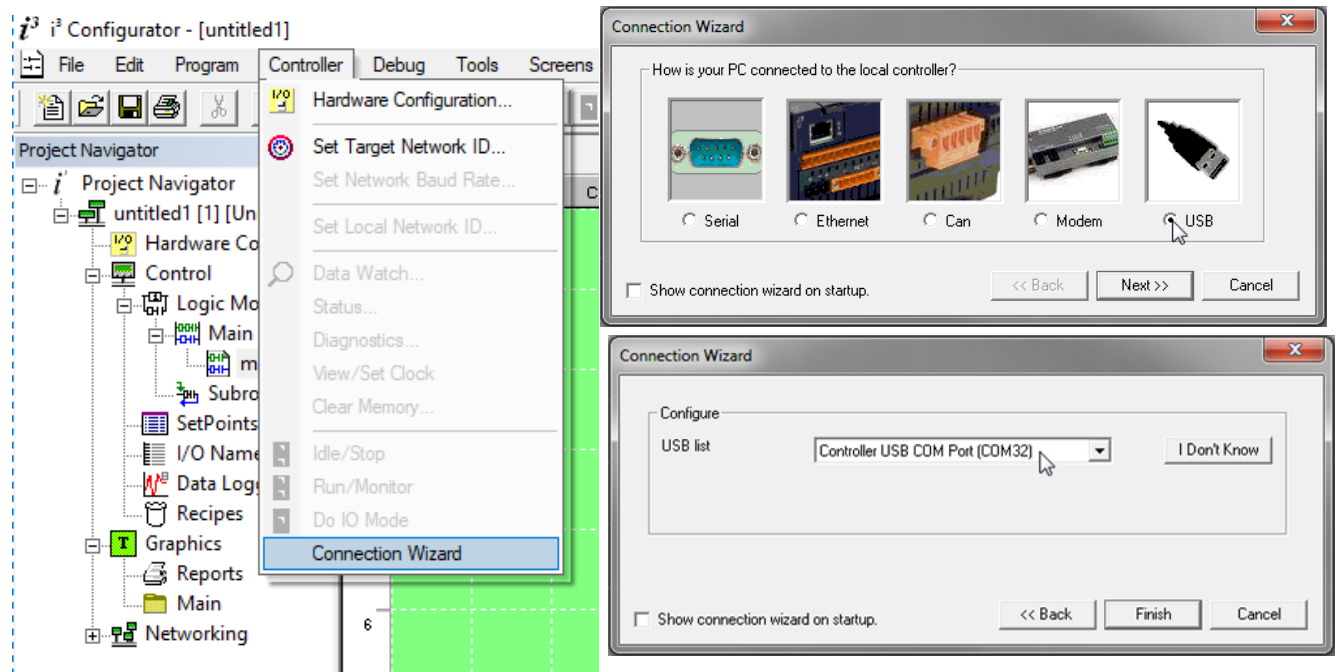 i³ i³ Configurator - [untitled1]
File Edit Program Controller Debug Tools Screens
Project Navigator
Project Navigator
untitled1 [1] [Un
Hardware Co
Control
Logic Mo
Main
m
Subro
SetPoints
I/O Name
Data Logg
Recipes
Graphics
Reports
Main
Networking
I/O Hardware Configuration...
Set Target Network ID...
Set Network Baud Rate...
Set Local Network ID...
Data Watch...
Status...
Diagnostics...
View/Set Clock
Clear Memory...
Idle/Stop
Run/Monitor
Do IO Mode
Connection Wizard
C
6
Connection Wizard
How is your PC connected to the local controller?
Serial Ethernet Can Modem USB
Show connection wizard on startup.
<< Back Next >> Cancel
Connection Wizard
Configure
USB list Controller USB COM Port (COM32) I Don't Know
Show connection wizard on startup.
<< Back Finish Cancel